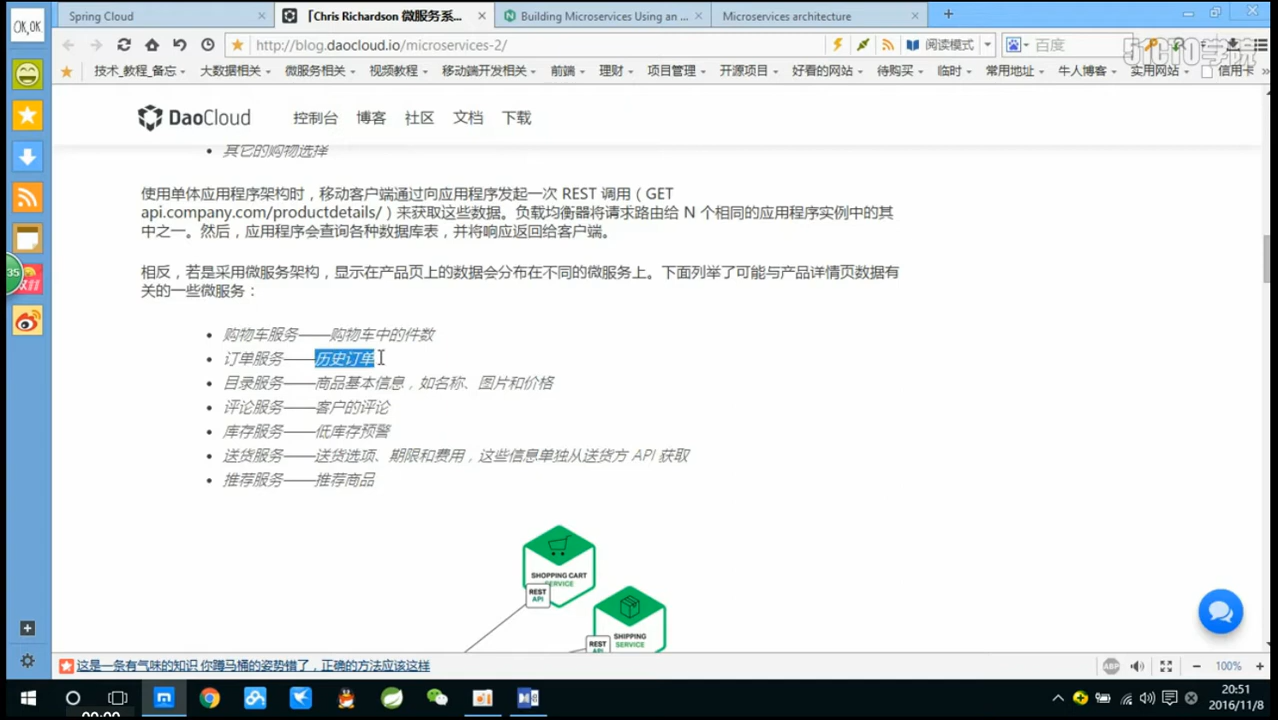 OK,OK
Spring Cloud
「Chris Richardson 微服务系...
Building Microservices Using an ...
Microservices architecture
http://blog.daocloud.io/microservices-2/
阅读模式
百度
51CTO学院
技术_教程_备忘
大数据相关
微服务相关
视频教程
移动端开发相关
前端
理财
项目管理
开源项目
好看的网站
待购买
临时
常用地址
牛人博客
实用网站
信用卡
DaoCloud
控制台
博客
社区
文档
下载
• 其它的购物选择
使用单体应用程序架构时，移动客户端通过向应用程序发起一次 REST 调用（GET
api.company.com/productdetails/）来获取这些数据。负载均衡器将请求路由给 N 个相同的应用程序实例中的其
中之一。然后，应用程序会查询各种数据库表，并将响应返回给客户端。
相反，若是采用微服务架构，显示在产品页上的数据会分布在不同的微服务上。下面列举了可能与产品详情页数据有
关的一些微服务：
• 购物车服务——购物车中的件数
• 订单服务——历史订单
• 目录服务——商品基本信息，如名称、图片和价格
• 评论服务——客户的评论
• 库存服务——低库存预警
• 送货服务——送货选项、期限和费用，这些信息单独从送货方 API 获取
• 推荐服务——推荐商品
SHOPPING CART
SERVICE
REST
API
SHIPPING
SERVICE
REST
API
35
这是一条有气味的知识 你蹲马桶的姿势错了，正确的方法应该这样
ABP
100%
20:51
2016/11/8
00:00